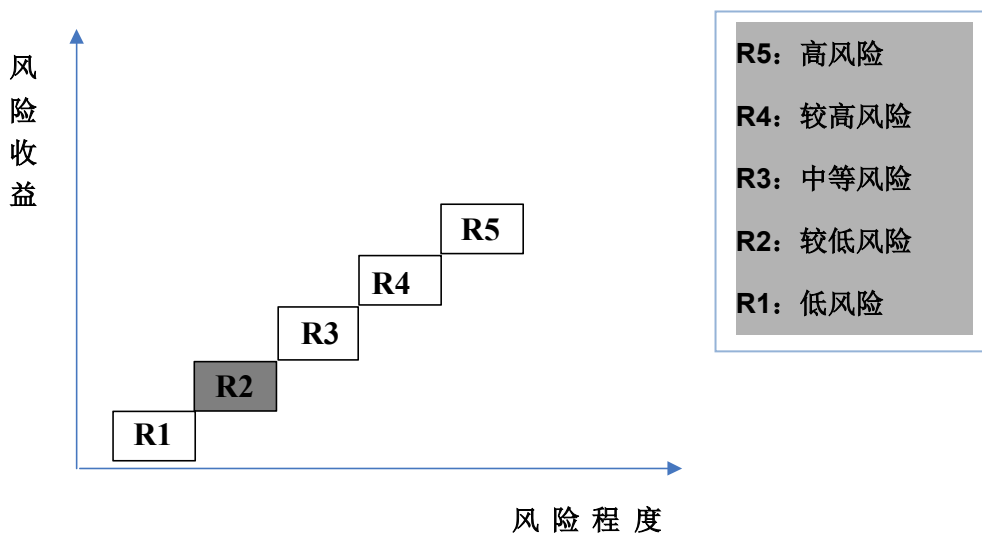 风险收益
R5：高风险
R4：较高风险
R3：中等风险
R2：较低风险
R1：低风险
R5
R4
R3
R2
R1
风险程度